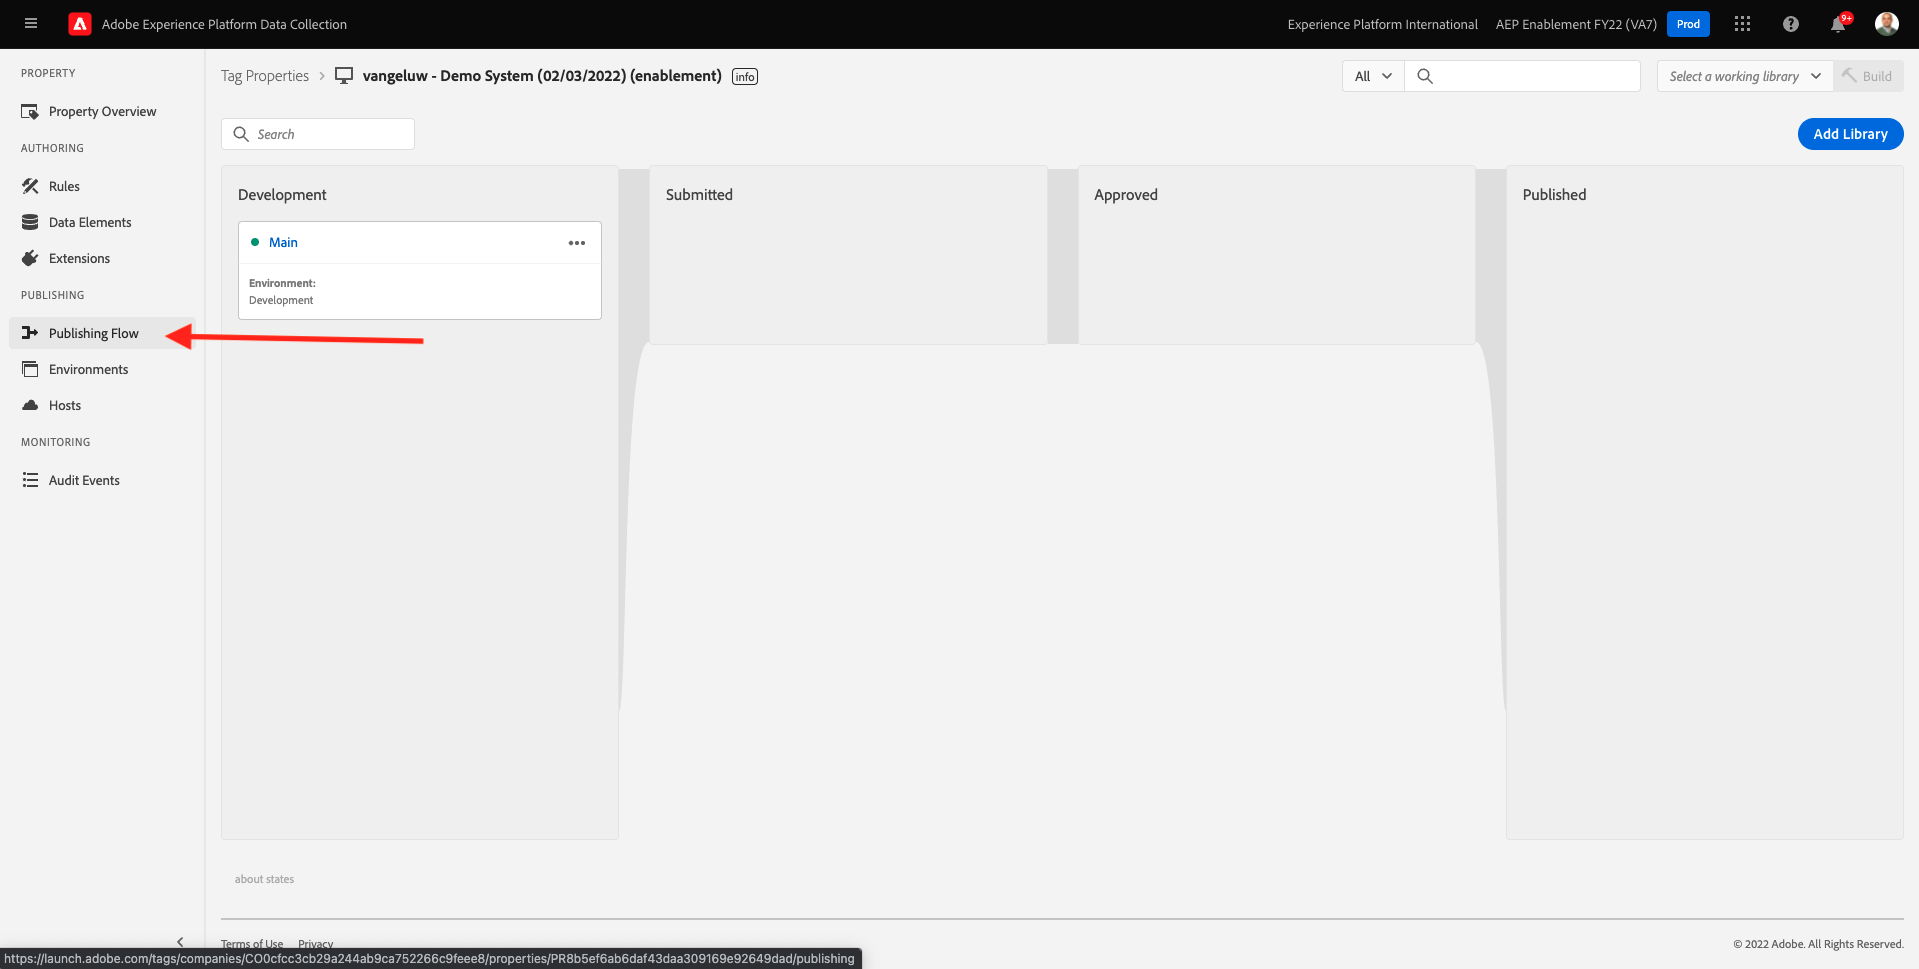 Adobe Experience Platform Data Collection
Experience Platform International
AEP Enablement FY22 (VA7)
Prod
9+
PROPERTY
Property Overview
AUTHORING
Rules
Data Elements
Extensions
PUBLISHING
Publishing Flow
Environments
Hosts
MONITORING
Audit Events
Tag Properties > vangeluw - Demo System (02/03/2022) (enablement) info
All
Select a working library
Build
Search
Add Library
Development
Main
Environment:
Development
Submitted
Approved
Published
about states
Terms of Use Privacy
© 2022 Adobe. All Rights Reserved.
https://launch.adobe.com/tags/companies/CO0cfcc3cb29a244ab9ca752266c9feee8/properties/PR8b5ef6ab6daf43daa309169e92649dad/publishing